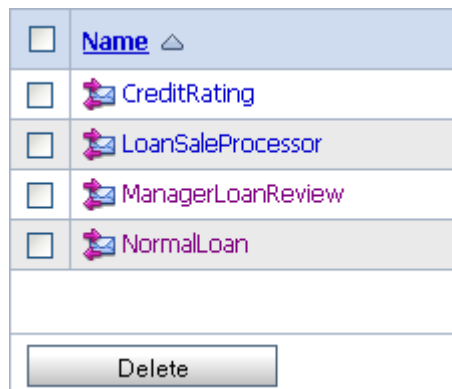 Name
CreditRating
LoanSaleProcessor
ManagerLoanReview
NormalLoan
Delete